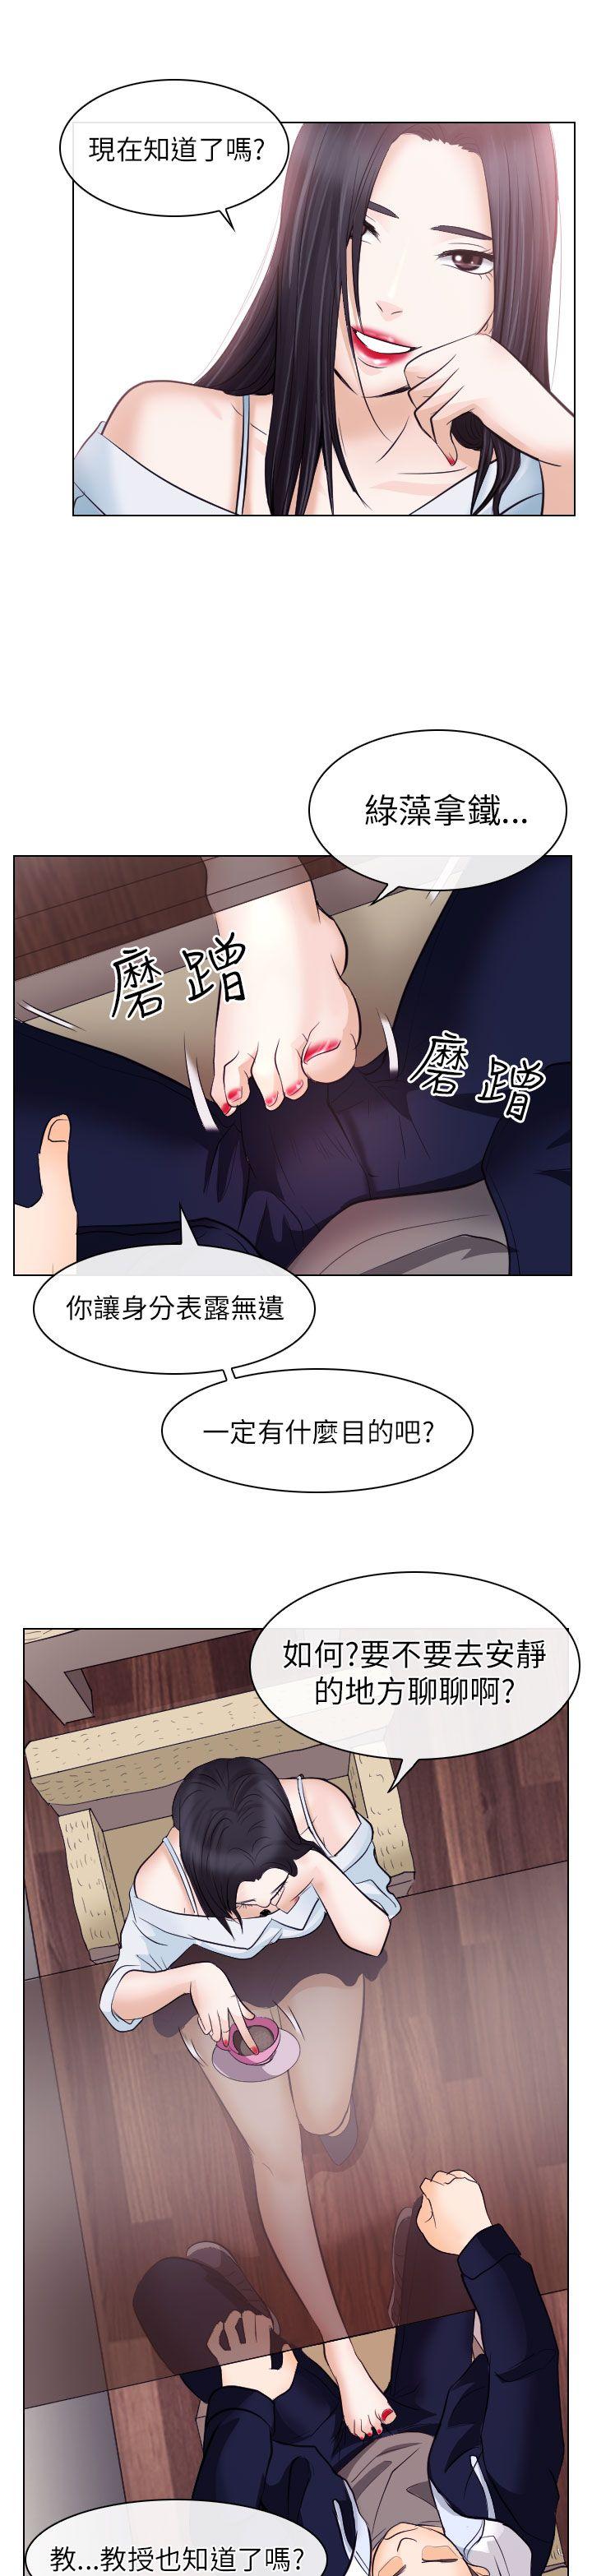 現在知道了嗎?
綠藻拿鐵...
磨蹭
磨蹭
你讓身分表露無遺
一定有什麼目的吧?
如何?要不要去安靜
的地方聊聊啊?
教...教授也知道了嗎?